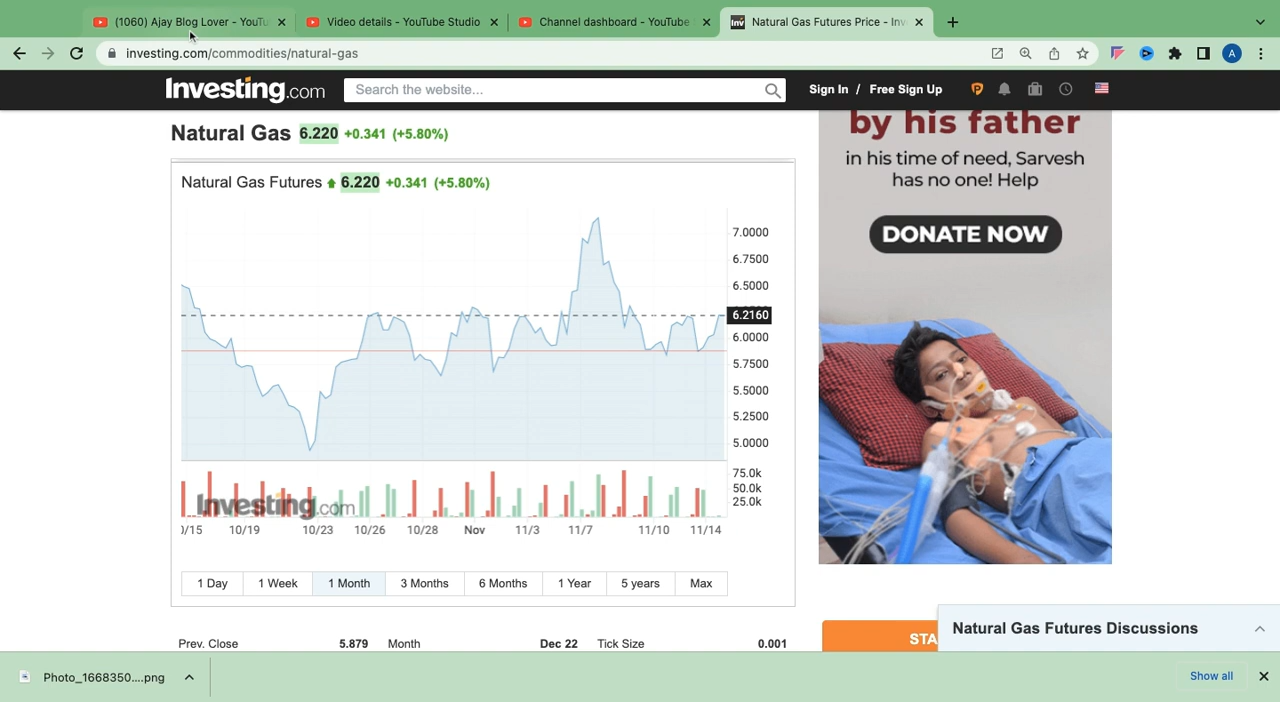 (1060) Ajay Blog Lover - YouTu
Video details - YouTube Studio
Channel dashboard - YouTube
Natural Gas Futures Price - Inv
investing.com/commodities/natural-gas
A
Investing.com
Search the website...
Sign In / Free Sign Up
Natural Gas 6.220 +0.341 (+5.80%)
Natural Gas Futures 6.220 +0.341 (+5.80%)
7.0000
6.7500
6.5000
6.2160
6.0000
5.7500
5.5000
5.2500
5.0000
75.0k
50.0k
25.0k
Investing.com
)/15 10/19 10/23 10/26 10/28 Nov 11/3 11/7 11/10 11/14
1 Day 1 Week 1 Month 3 Months 6 Months 1 Year 5 years Max
Prev. Close 5.879 Month Dec 22 Tick Size 0.001
by his father
in his time of need, Sarvesh
has no one! Help
DONATE NOW
STA
Natural Gas Futures Discussions
Photo_1668350....png
Show all